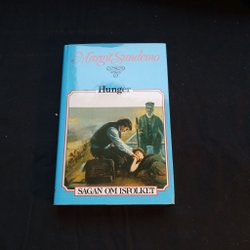 Margit Sandemo
Hunger
SAGAN OM ISFOLKET